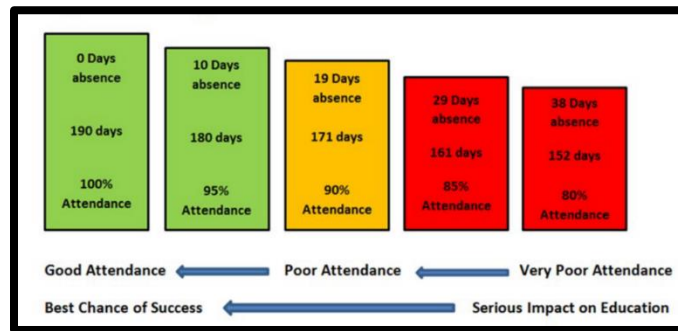 0 Days
absence
190 days
100%
Attendance
10 Days
absence
180 days
95%
Attendance
19 Days
absence
171 days
90%
Attendance
29 Days
absence
161 days
85%
Attendance
38 Days
absence
152 days
80%
Attendance
Good Attendance Poor Attendance Very Poor Attendance
Best Chance of Success Serious Impact on Education